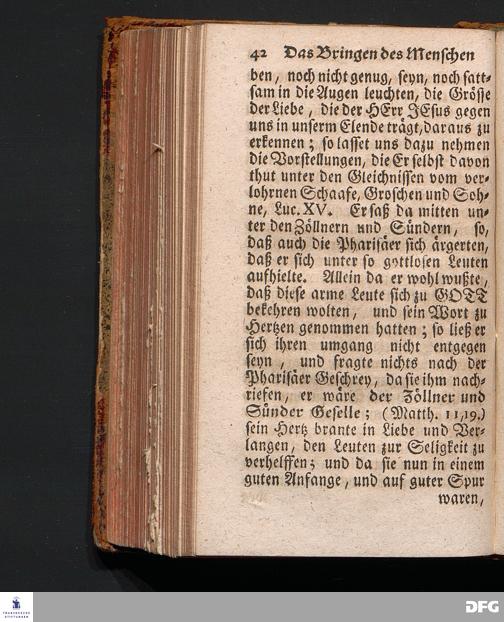 42 Das Bringen des Menschen
ben, noch nicht genug, seyn, noch satt-
sam in die Augen leuchten, die Grösse
der Liebe, die der HErr JEsus gegen
uns in unserm Elende trägt, daraus zu
erkennen; so lasset uns dazu nehmen
die Vorstellungen, die Er selbst davon
thut unter den Gleichnissen vom ver-
lohrnen Schaafe, Groschen und Soh-
ne, Luc. XV. Er saß da mitten un-
ter den Zöllnern und Sündern, so,
daß auch die Pharisäer sich ärgerten,
daß er sich unter so gottlosen Leuten
aufhielte. Allein da er wohl wußte,
daß diese arme Leute sich zu GOTT
bekehren wolten, und sein Wort zu
Hertzen genommen hatten; so ließ er
sich ihren umgang nicht entgegen
seyn, und fragte nichts nach der
Pharisäer Geschrey, da sie ihm nach-
riefen, er wäre der Zöllner und
Sünder Geselle; (Matth. 11,19.)
sein Hertz brante in Liebe und Ver-
langen, den Leuten zur Seligkeit zu
verhelffen; und da sie nun in einem
guten Anfange, und auf guter Spur
waren,
FRANCKESCHE
STIFTUNGEN
DFG